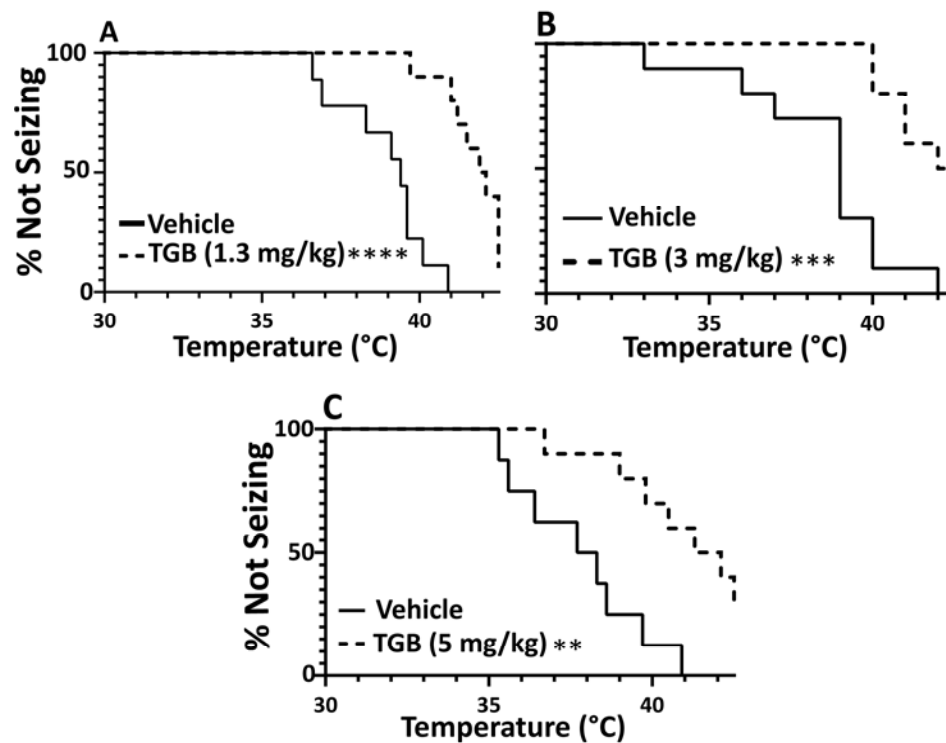 A
100
% Not Seizing
50
Vehicle
TGB (1.3 mg/kg) ****
0
30 35 40
Temperature (°C)
B
Vehicle
TGB (3 mg/kg) ***
30 35 40
Temperature (°C)
C
100
% Not Seizing
50
Vehicle
TGB (5 mg/kg) **
0
30 35 40
Temperature (°C)